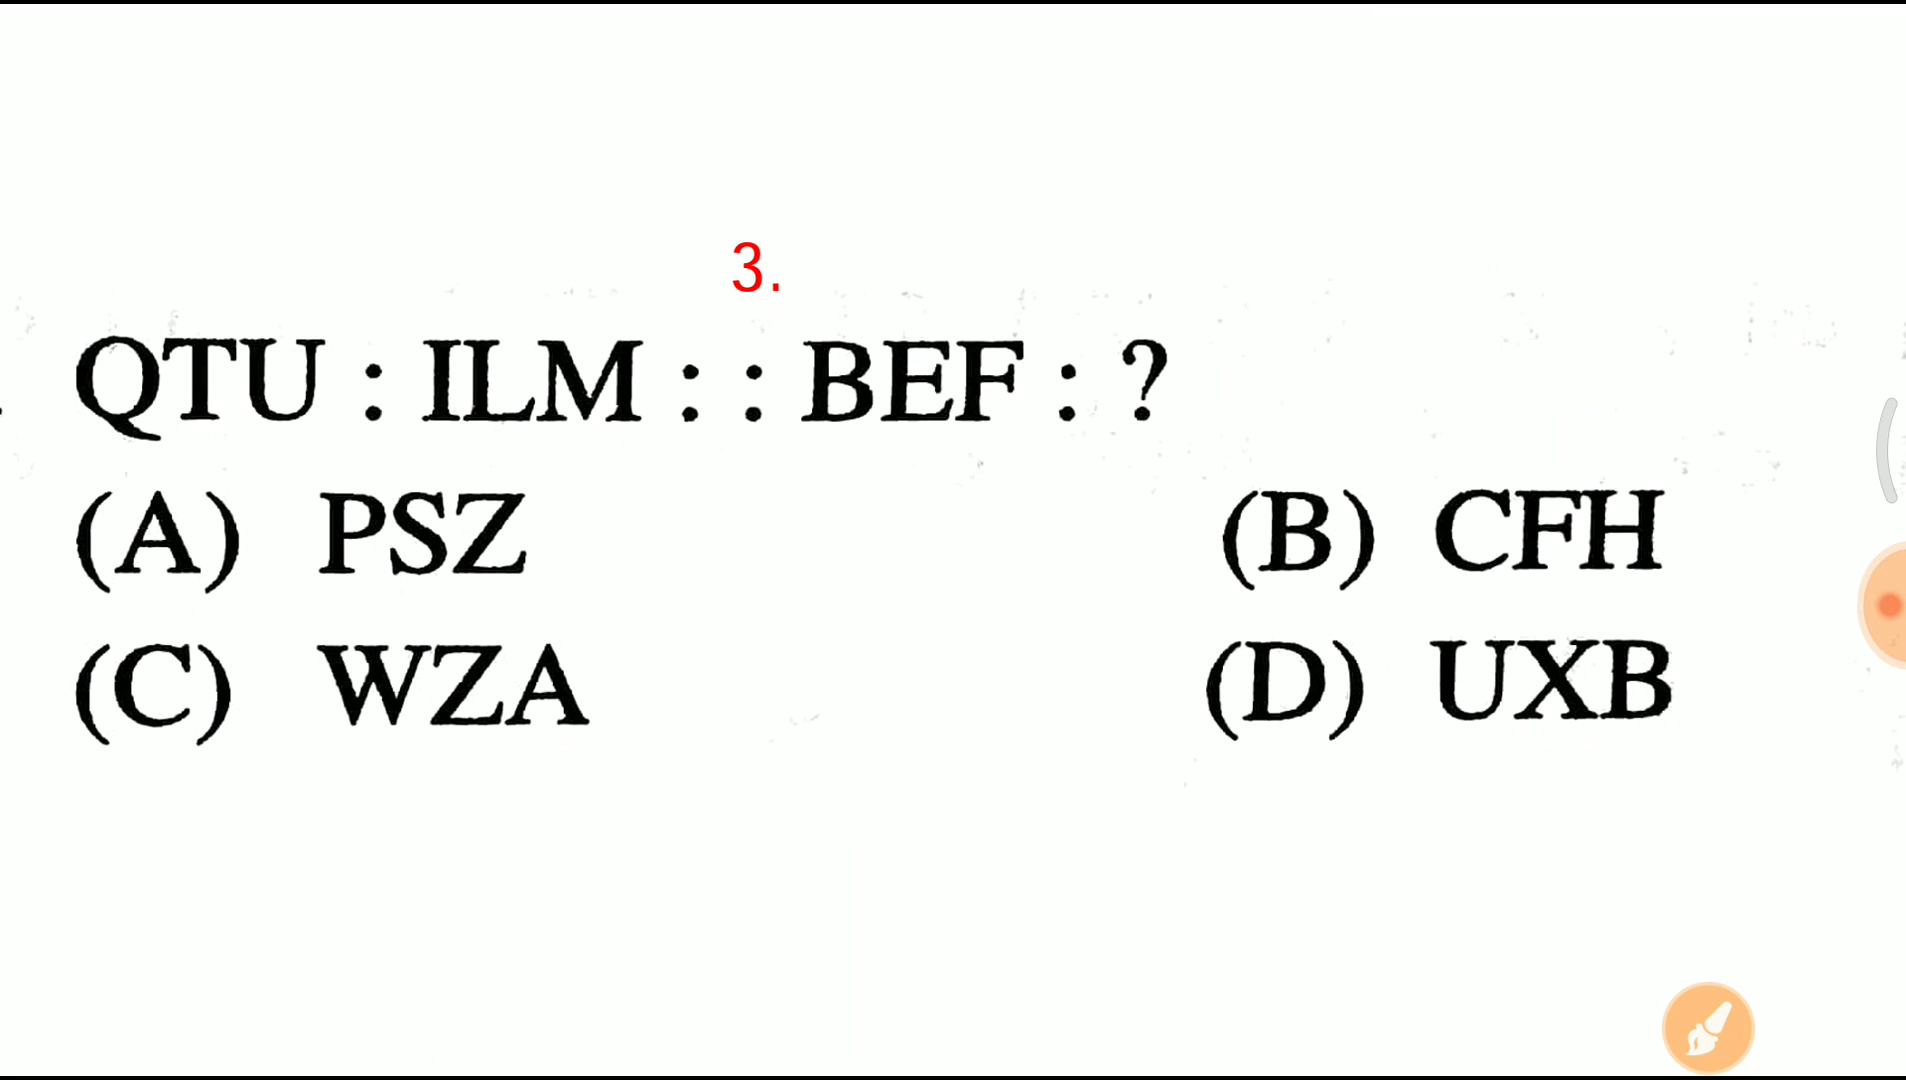 3.
QTU : ILM : : BEF : ?
(A) PSZ (B) CFH
(C) WZA (D) UXB